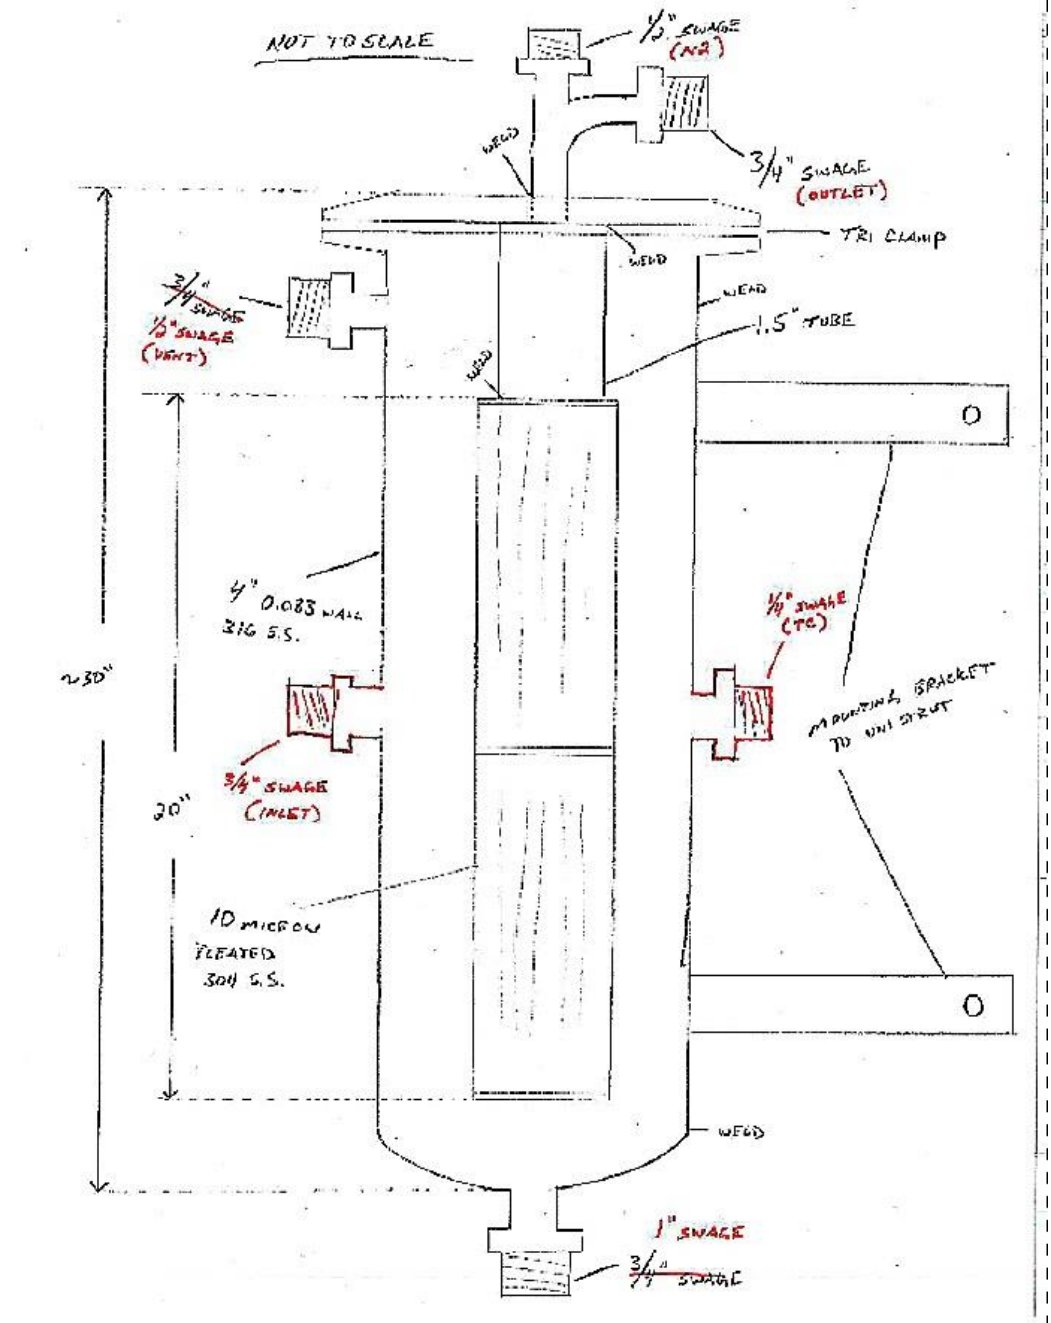 NOT TO SCALE
1/2" SWAGE
(N2)
WELD
3/4" SWAGE
(OUTLET)
TRI CLAMP
WELD
3/4"
SWAGE
1/2" SWAGE
(VENT)
WELD
1.5" TUBE
WELD
4" 0.083 WALL
316 S.S.
1/4" SWAGE
(TC)
~30"
MOUNTING BRACKET
TO UNISTRUT
3/4" SWAGE
(INLET)
20"
10 MICRON
PLEATED
304 S.S.
WELD
1" SWAGE
3/4" SWAGE